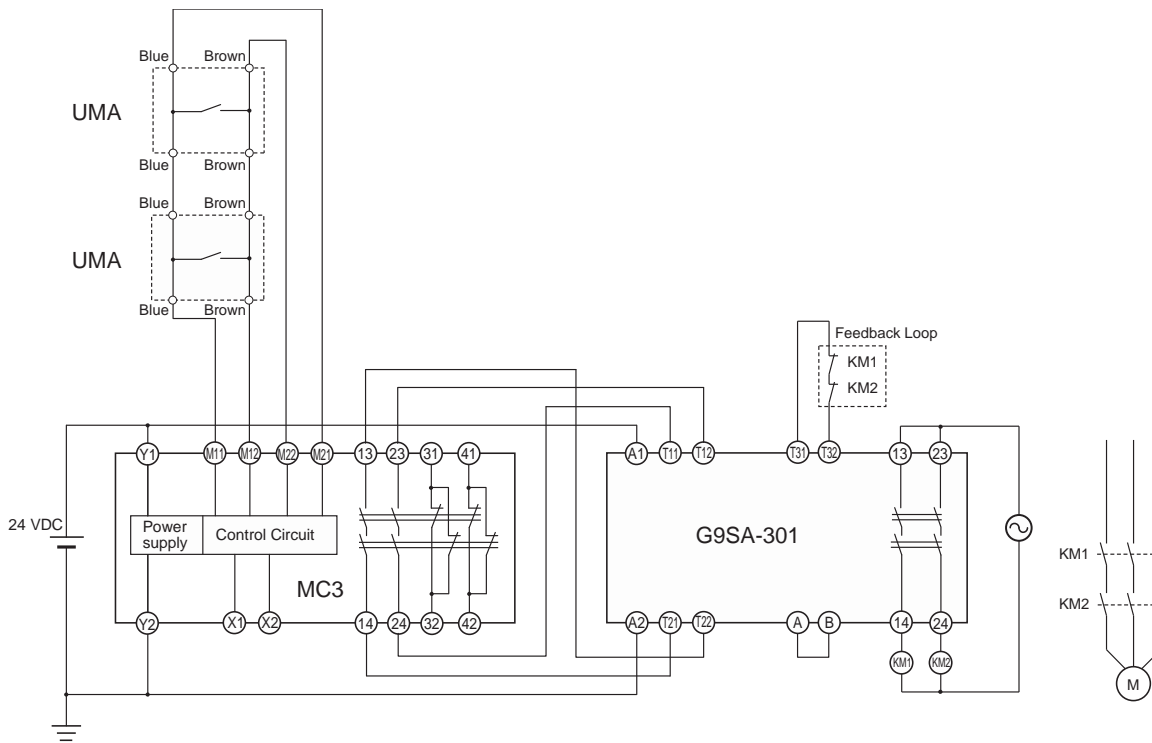 Blue Brown
UMA
Blue Brown
Blue Brown
UMA
Blue Brown
Feedback Loop
KM1
KM2
Y1 M11 M12 M22 M21 13 23 31 41 A1 T11 T12 T31 T32 13 23
24 VDC
Power supply
Control Circuit
G9SA-301
MC3
KM1
KM2
Y2 X1 X2 14 24 32 42 A2 T21 T22 A B 14 24
KM1 KM2
M